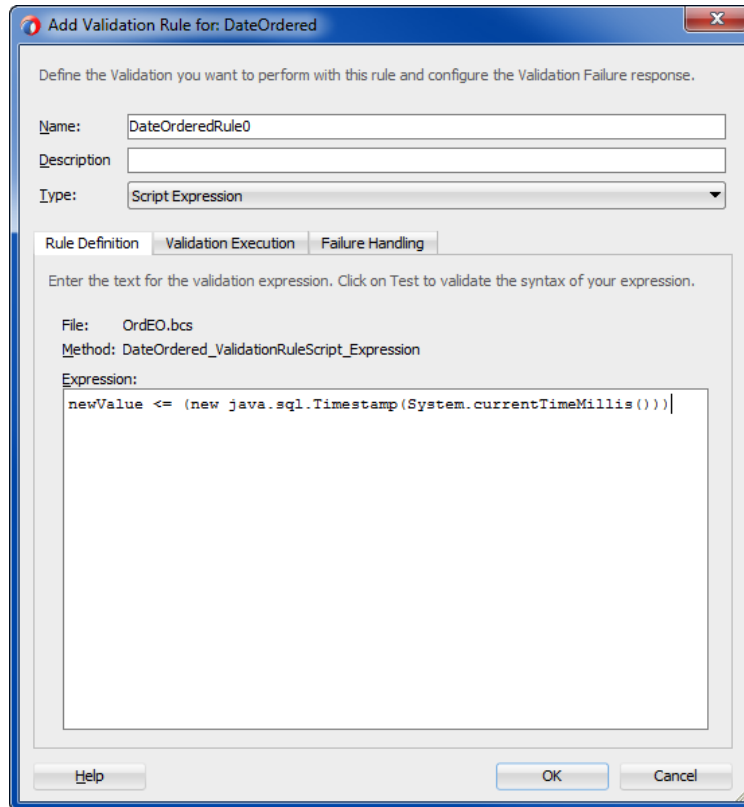 Add Validation Rule for: DateOrdered
X
Define the Validation you want to perform with this rule and configure the Validation Failure response.
Name: DateOrderedRule0
Description
Type: Script Expression
Rule Definition Validation Execution Failure Handling
Enter the text for the validation expression. Click on Test to validate the syntax of your expression.
File: OrdEO.bcs
Method: DateOrdered_ValidationRuleScript_Expression
Expression:
newValue <= (new java.sql.Timestamp(System.currentTimeMillis()))
Help OK Cancel